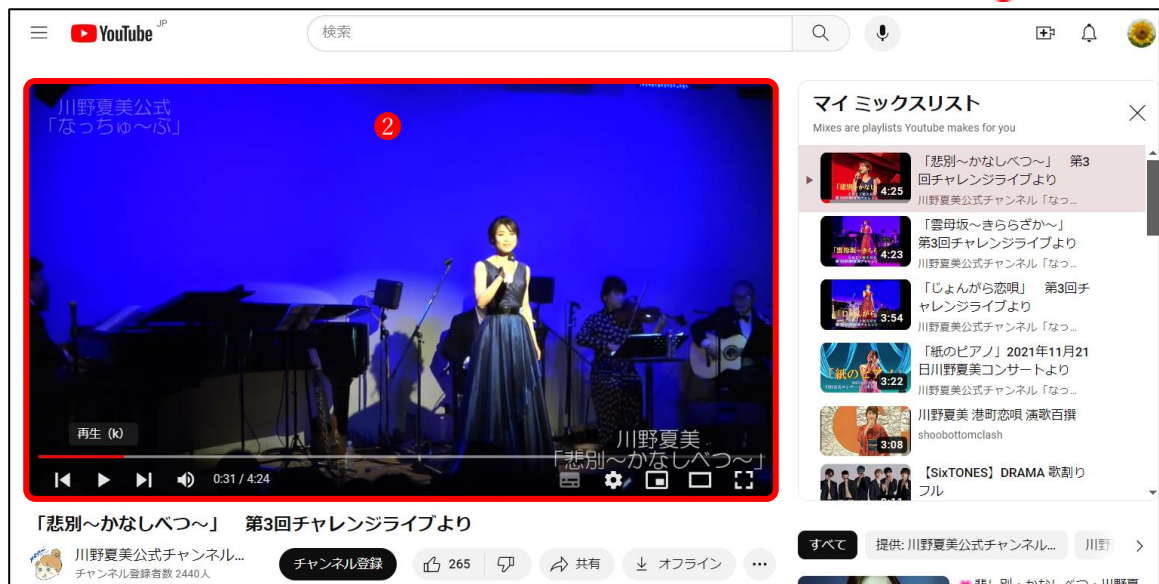 YouTube JP
検索
川野夏美公式
「なっちゅ～ぶ」
2
再生 (k)
川野夏美
「悲別～かなしべつ～」
0:31 / 4:24
「悲別～かなしべつ～」 第3回チャレンジライブより
川野夏美公式チャンネル...
チャンネル登録者数 2440人
チャンネル登録
265
共有
オフライン
マイ ミックスリスト
Mixes are playlists Youtube makes for you
4:25
「悲別～かなしべつ～」 第3
回チャレンジライブより
川野夏美公式チャンネル「なっ...
4:23
「雲母坂～きららざか～」
第3回チャレンジライブより
川野夏美公式チャンネル「なっ...
3:54
「じょんがら恋唄」 第3回チ
ャレンジライブより
川野夏美公式チャンネル「なっ...
3:22
「紙のピアノ」2021年11月21
日川野夏美コンサートより
川野夏美公式チャンネル「なっ...
3:08
川野夏美 港町恋唄 演歌百撰
shoobottomclash
【SixTONES】DRAMA 歌割り
フル
すべて
提供: 川野夏美公式チャンネル...
川野